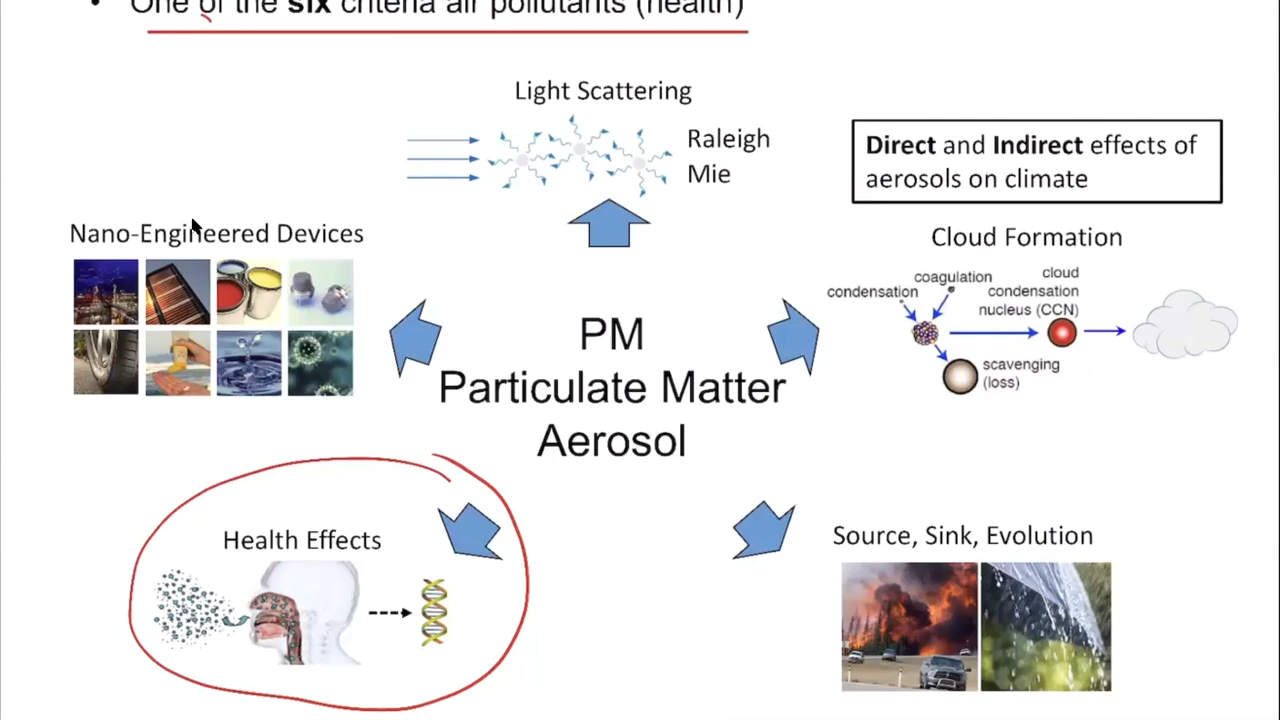 • One of the six criteria air pollutants (health)
Light Scattering
Raleigh
Mie
Direct and Indirect effects of
aerosols on climate
Nano-Engineered Devices
Cloud Formation
coagulation
condensation
cloud
condensation
nucleus (CCN)
scavenging
(loss)
PM
Particulate Matter
Aerosol
Health Effects
Source, Sink, Evolution